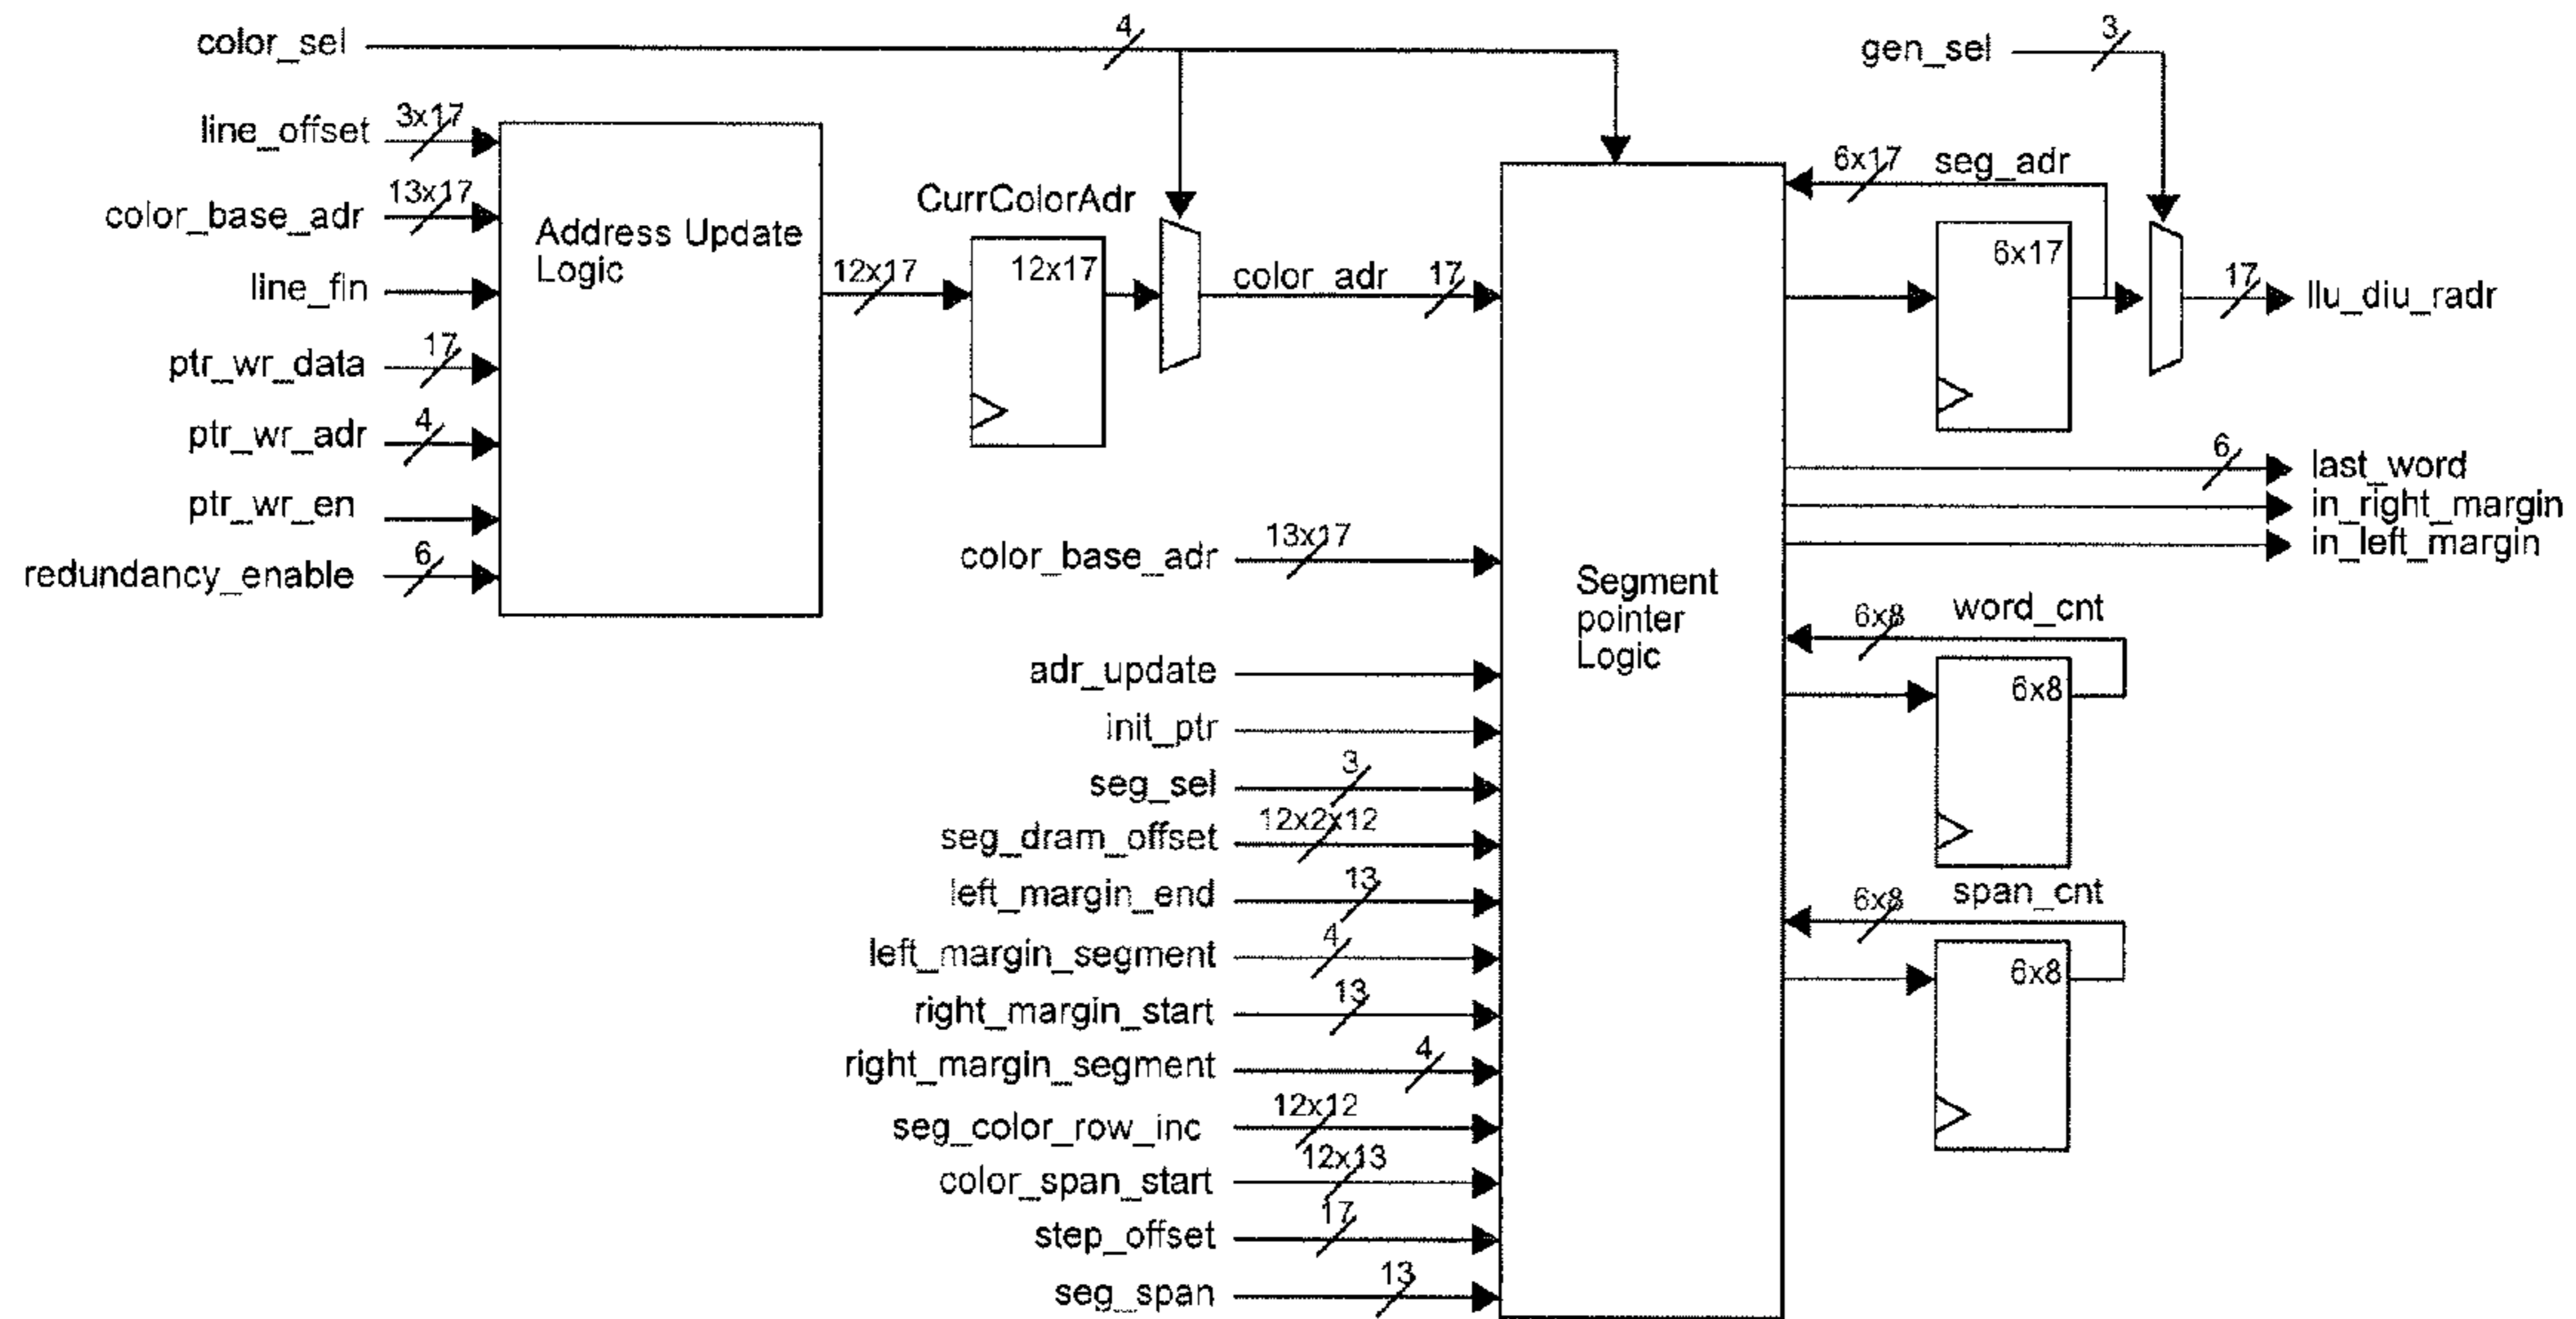 color_sel
4
gen_sel
3
line_offset
3x17
color_base_adr
13x17
line_fin
ptr_wr_data
17
ptr_wr_adr
4
ptr_wr_en
redundancy_enable
6
Address Update
Logic
12x17
CurrColorAdr
12x17
color_adr
17
6x17
seg_adr
6x17
17
llu_diu_radr
6
last_word
in_right_margin
in_left_margin
color_base_adr
13x17
Segment
pointer
Logic
adr_update
init_ptr
seg_sel
3
seg_dram_offset
12x2x12
left_margin_end
13
left_margin_segment
4
right_margin_start
13
right_margin_segment
4
seg_color_row_inc
12x12
color_span_start
12x13
step_offset
17
seg_span
13
6x8
word_cnt
6x8
6x8
span_cnt
6x8